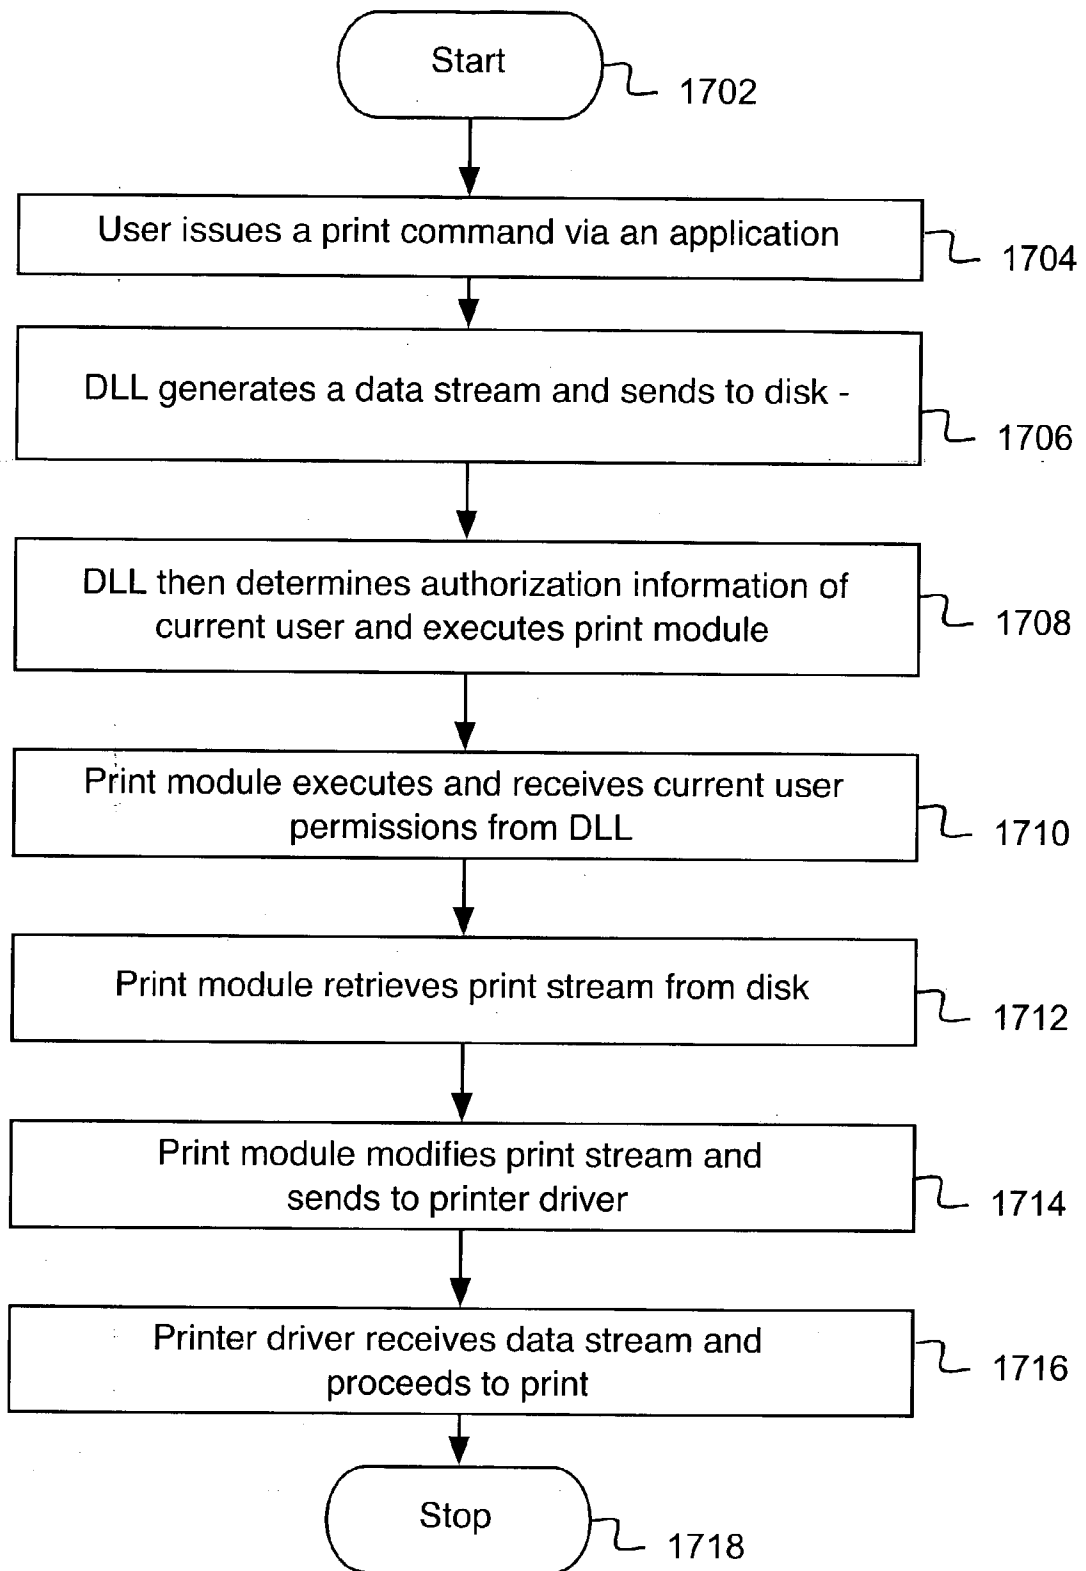 Start
1702
User issues a print command via an application
1704
DLL generates a data stream and sends to disk -
1706
DLL then determines authorization information of
current user and executes print module
1708
Print module executes and receives current user
permissions from DLL
1710
Print module retrieves print stream from disk
1712
Print module modifies print stream and
sends to printer driver
1714
Printer driver receives data stream and
proceeds to print
1716
Stop
1718